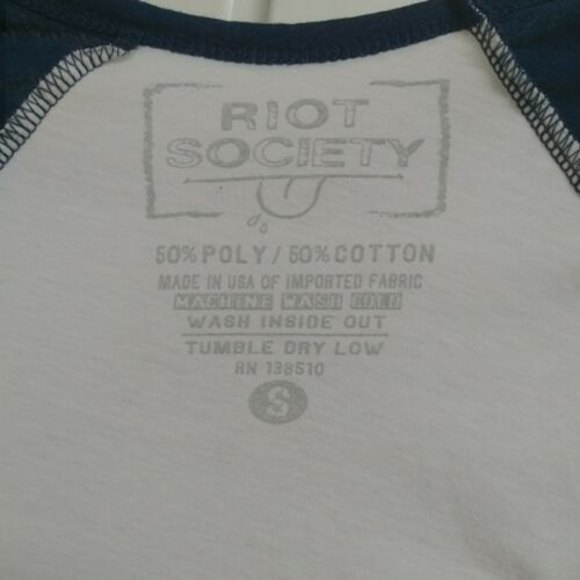 RIOT
SOCIETY
50% POLY / 50% COTTON
MADE IN USA OF IMPORTED FABRIC
MACHINE WASH COLD
WASH INSIDE OUT
TUMBLE DRY LOW
RN 138510
S